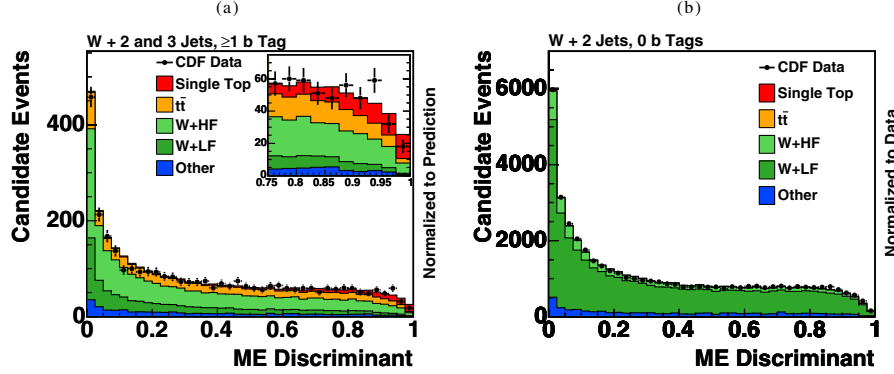 (a)
W + 2 and 3 Jets, ≥1 b Tag
Candidate Events
400
200
0
CDF Data
Single Top
tt̄
W+HF
W+LF
Other
60
40
20
0
0.75 0.8 0.85 0.9 0.95 1
0 0.2 0.4 0.6 0.8 1
ME Discriminant
Normalized to Prediction
(b)
W + 2 Jets, 0 b Tags
Candidate Events
6000
4000
2000
0
CDF Data
Single Top
tt̄
W+HF
W+LF
Other
0 0.2 0.4 0.6 0.8 1
ME Discriminant
Normalized to Data